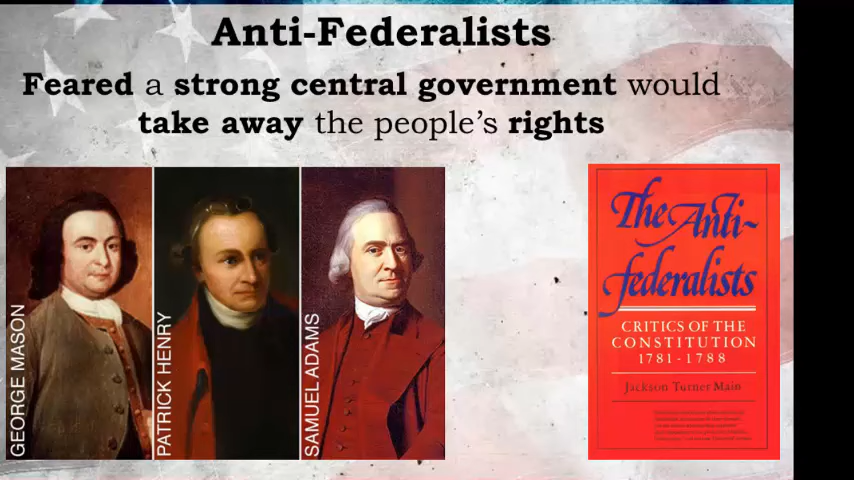 Anti-Federalists
Feared a strong central government would
take away the people's rights
GEORGE MASON
PATRICK HENRY
SAMUEL ADAMS
The Anti-
federalists
CRITICS OF THE
CONSTITUTION
1781-1788
Jackson Turner Main